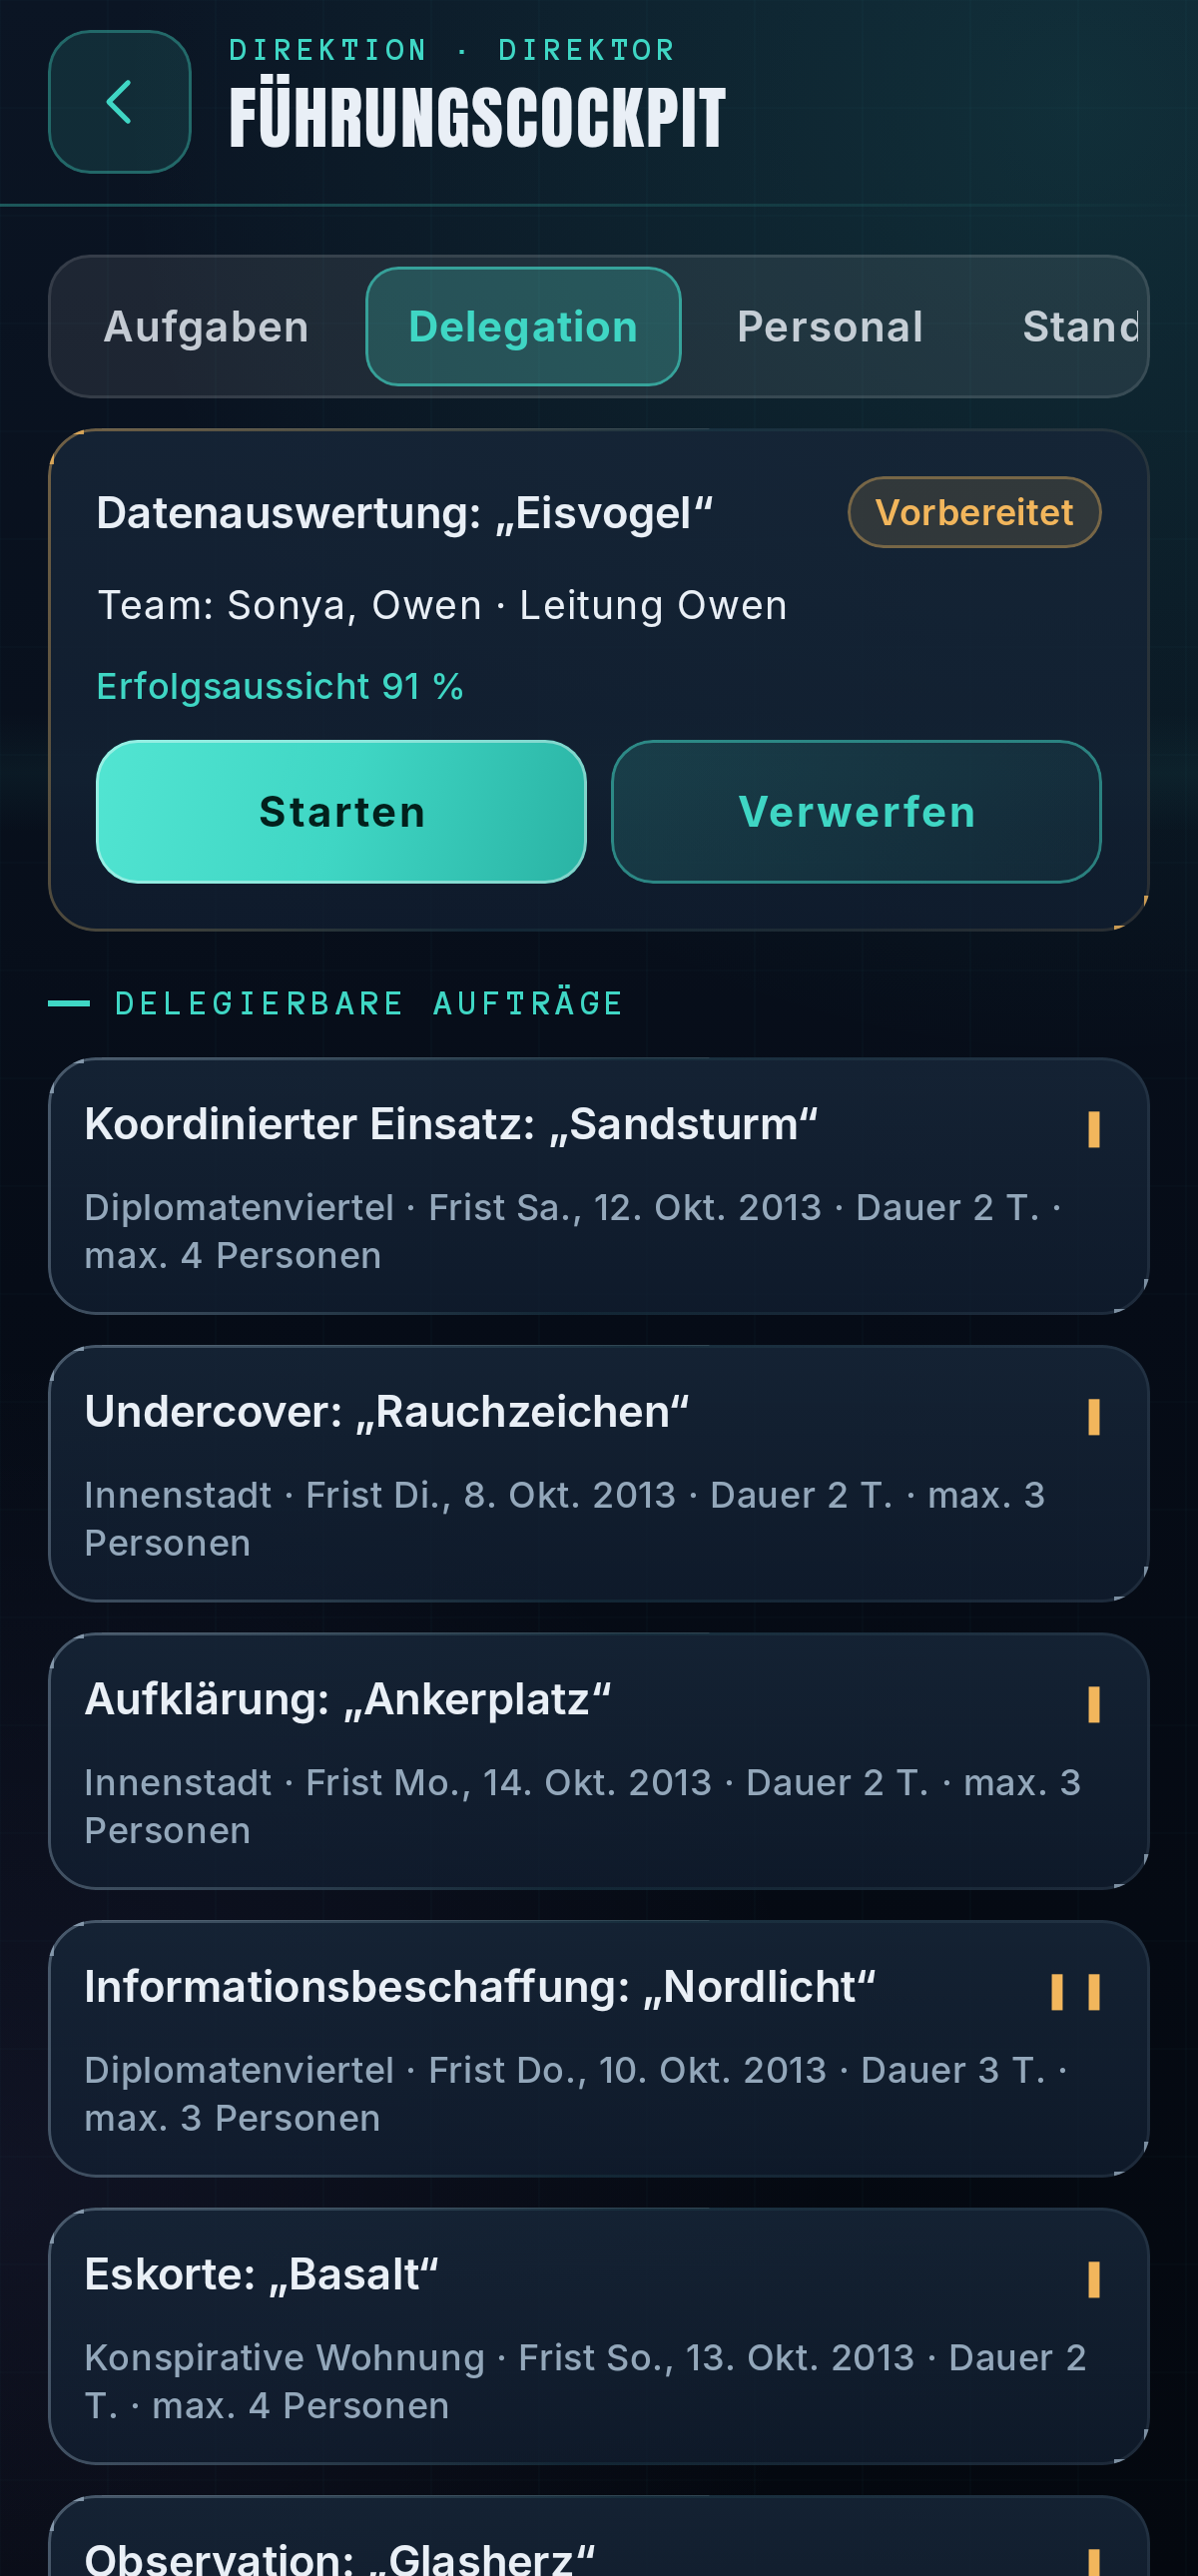 DIREKTION · DIREKTOR
FÜHRUNGSCOCKPIT
Aufgaben
Delegation
Personal
Stand
Datenauswertung: „Eisvogel“
Vorbereitet
Team: Sonya, Owen · Leitung Owen
Erfolgsaussicht 91 %
Starten
Verwerfen
DELEGIERBARE AUFTRÄGE
Koordinierter Einsatz: „Sandsturm“
Diplomatenviertel · Frist Sa., 12. Okt. 2013 · Dauer 2 T. ·
max. 4 Personen
Undercover: „Rauchzeichen“
Innenstadt · Frist Di., 8. Okt. 2013 · Dauer 2 T. · max. 3
Personen
Aufklärung: „Ankerplatz“
Innenstadt · Frist Mo., 14. Okt. 2013 · Dauer 2 T. · max. 3
Personen
Informationsbeschaffung: „Nordlicht“
Diplomatenviertel · Frist Do., 10. Okt. 2013 · Dauer 3 T. ·
max. 3 Personen
Eskorte: „Basalt“
Konspirative Wohnung · Frist So., 13. Okt. 2013 · Dauer 2
T. · max. 4 Personen
Observation: „Glasherz“